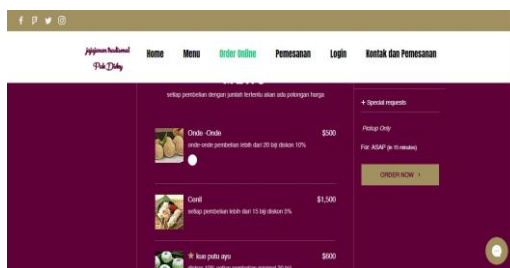 jajajanan tradisional
Pak Didey
Home
Menu
Order Online
Pemesanan
Login
Kontak dan Pemesanan
MENU
setiap pembelian dengan jumlah tertentu akan ada potongan harga
Onde -Onde
$500
onde-onde pembelian lebih dari 20 biji diskon 10%
Cenil
$1,500
setiap pembelian lebih dari 15 biji diskon 5%
★ kue putu ayu
$600
+ Special requests
Pickup Only
For: ASAP (in 15 minutes)
ORDER NOW ›